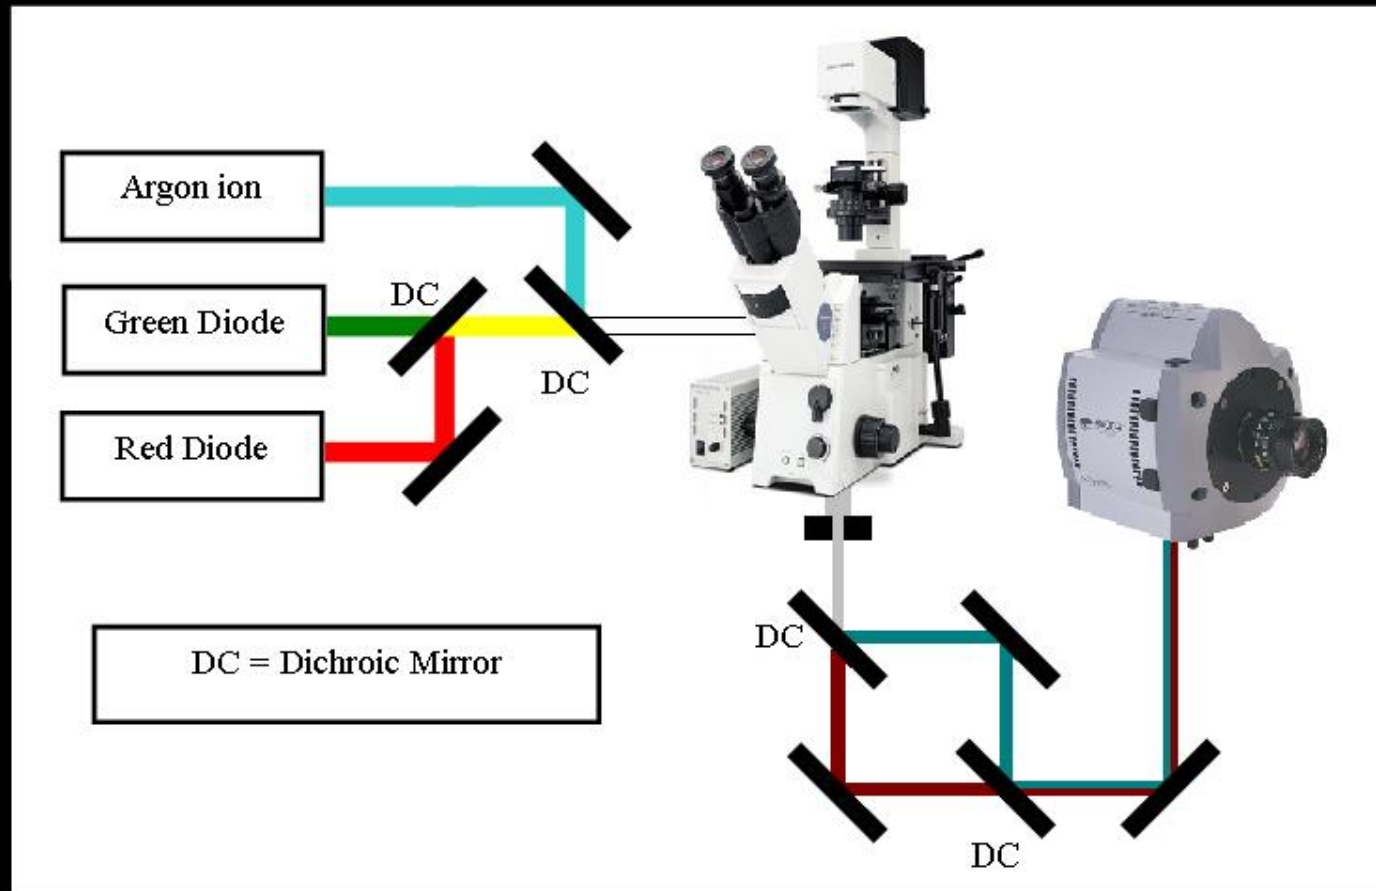 Argon ion
DC
Green Diode
DC
Red Diode
DC = Dichroic Mirror
DC
DC